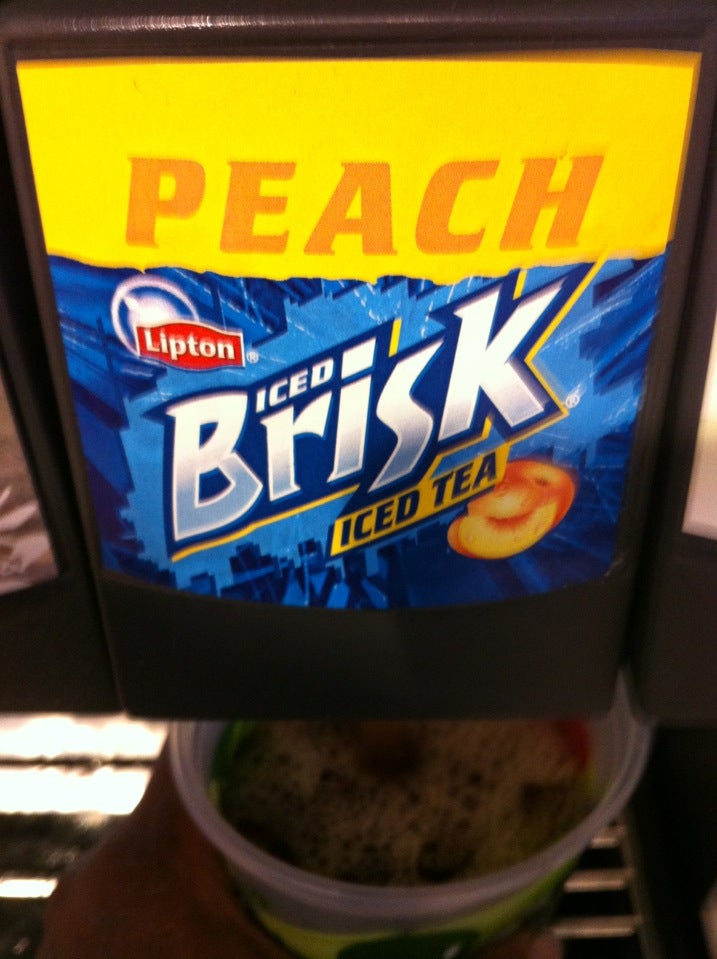 PEACH
Lipton®
ICED
Brisk®
ICED TEA